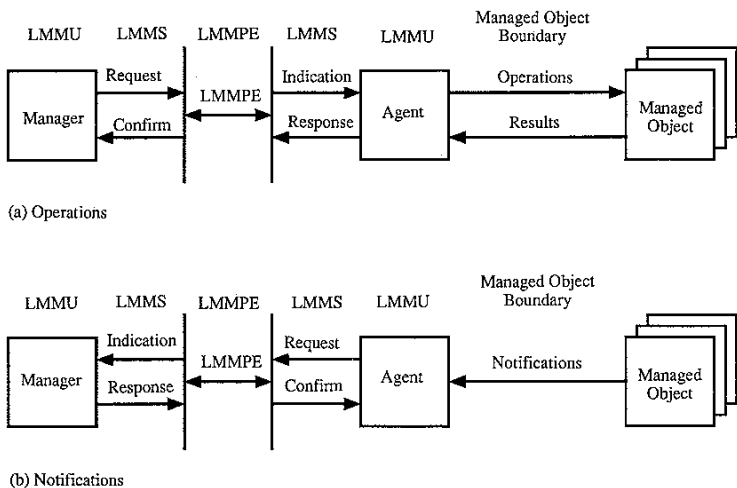 Managed Object
LMMU LMMS LMMPE LMMS LMMU Boundary
Request Indication Operations
Manager LMMPE Agent Managed
Object
Confirm Response Results
(a) Operations
Managed Object
LMMU LMMS LMMPE LMMS LMMU Boundary
Indication Request
Manager LMMPE Agent Notifications Managed
Object
Response Confirm
(b) Notifications